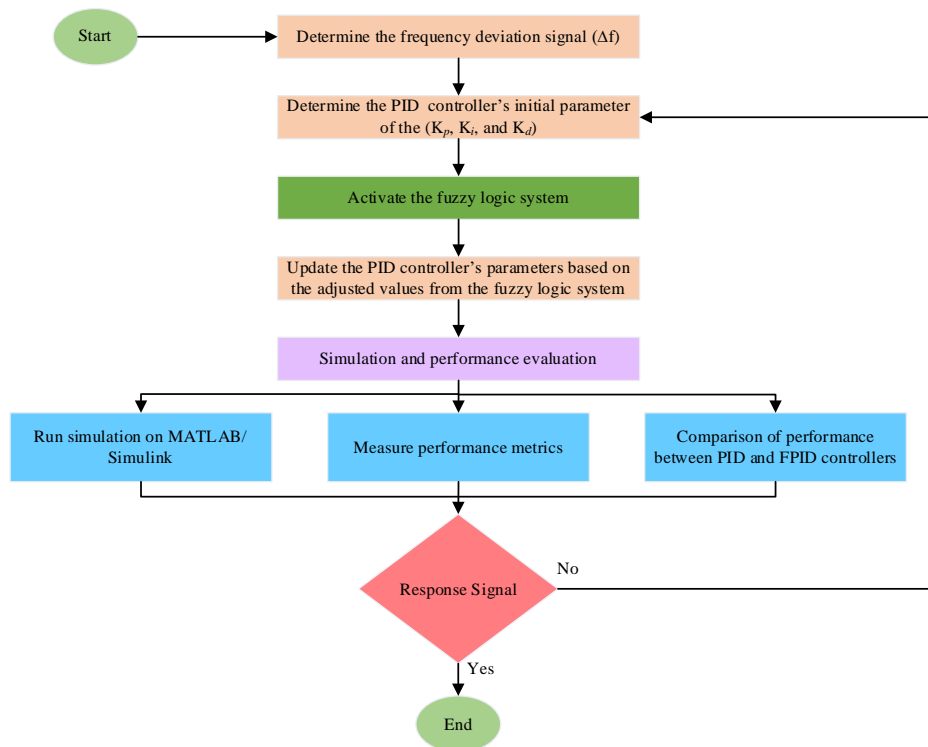 Start
Determine the frequency deviation signal (Δf)
Determine the PID controller's initial parameter
of the (Kp, Ki, and Kd)
Activate the fuzzy logic system
Update the PID controller's parameters based on
the adjusted values from the fuzzy logic system
Simulation and performance evaluation
Run simulation on MATLAB/
Simulink
Measure performance metrics
Comparison of performance
between PID and FPID controllers
Response Signal
No
Yes
End